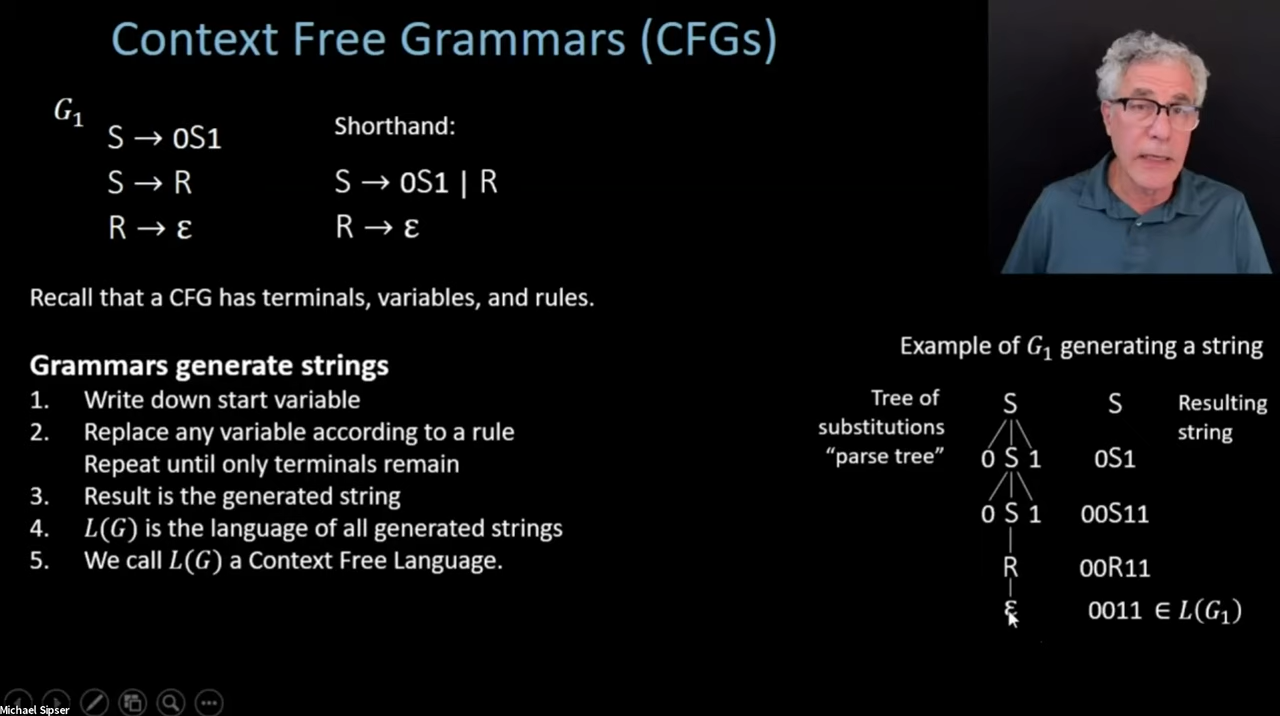 Context Free Grammars (CFGs)
G₁
S → 0S1
S → R
R → ε
Shorthand:
S → 0S1 | R
R → ε
Recall that a CFG has terminals, variables, and rules.
Grammars generate strings
1. Write down start variable
2. Replace any variable according to a rule
Repeat until only terminals remain
3. Result is the generated string
4. L(G) is the language of all generated strings
5. We call L(G) a Context Free Language.
Example of G₁ generating a string
Tree of
substitutions
“parse tree”
S
0 S 1
0 S 1
R
ε
S
0S1
00S11
00R11
0011 ∈ L(G₁)
Resulting
string
Michael Sipser